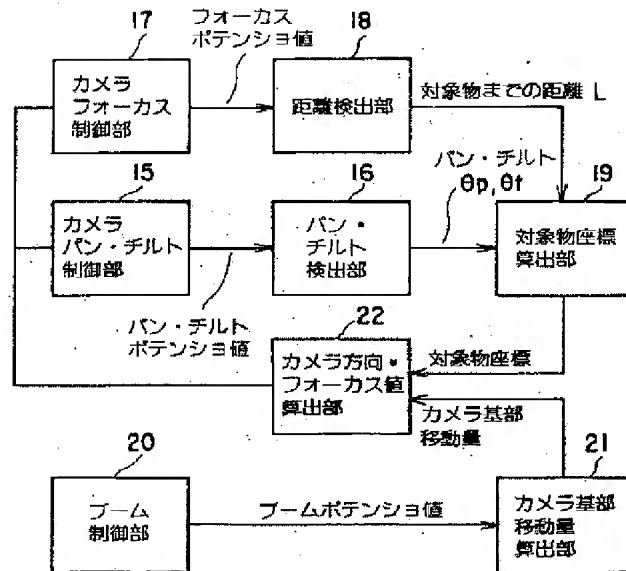 17
フォーカス
ポテンショ値
18
カメラ
フォーカス
制御部
距離検出部
対象物までの距離 L
15
16
パン・チルト
θp, θt
19
カメラ
パン・チルト
制御部
パン・
チルト
検出部
対象物座標
算出部
パン・チルト
ポテンショ値
22
カメラ方向・
フォーカス値
算出部
対象物座標
カメラ基部
移動量
20
21
ブーム
制御部
ブームポテンショ値
カメラ基部
移動量
算出部